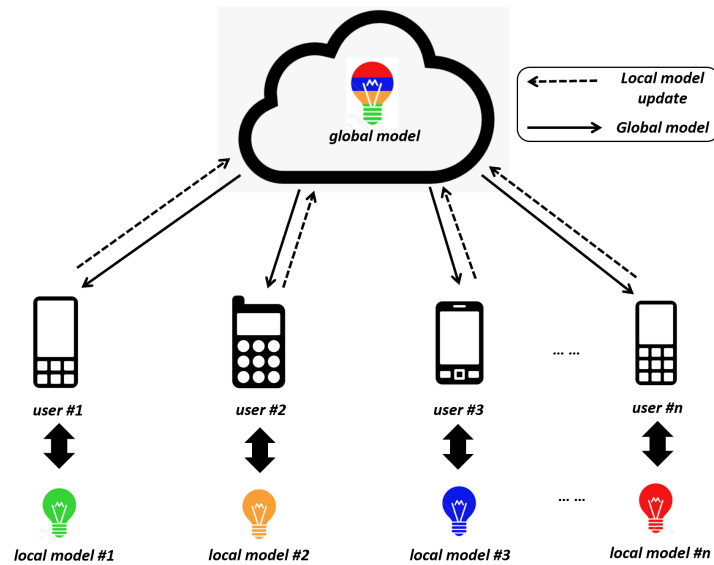 global model
Local model
update
Global model
... ...
user #1
user #2
user #3
user #n
... ...
local model #1
local model #2
local model #3
local model #n